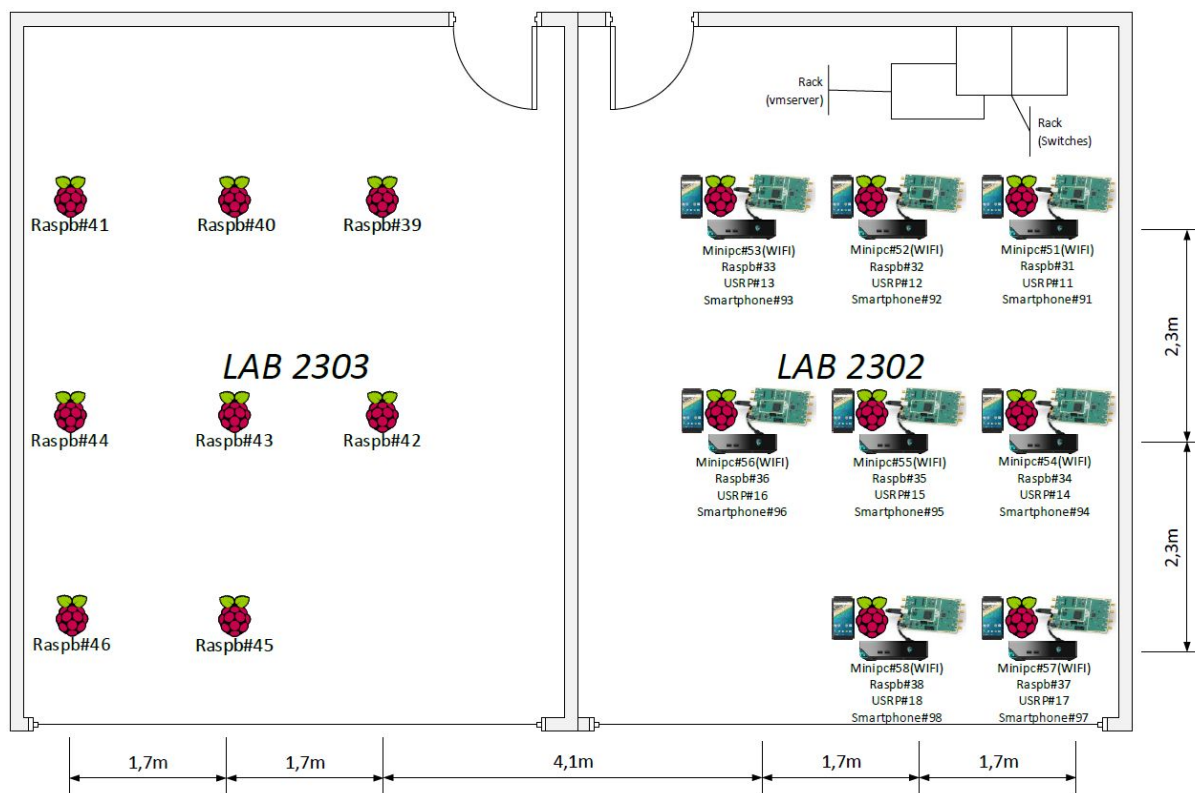 Rack
(vmserver)
Rack
(Switches)
Raspb#41
Raspb#40
Raspb#39
Minipc#53(WIFI)
Raspb#33
USRP#13
Smartphone#93
Minipc#52(WIFI)
Raspb#32
USRP#12
Smartphone#92
Minipc#51(WIFI)
Raspb#31
USRP#11
Smartphone#91
2,3m
LAB 2303
LAB 2302
Raspb#44
Raspb#43
Raspb#42
Minipc#56(WIFI)
Raspb#36
USRP#16
Smartphone#96
Minipc#55(WIFI)
Raspb#35
USRP#15
Smartphone#95
Minipc#54(WIFI)
Raspb#34
USRP#14
Smartphone#94
2,3m
Raspb#46
Raspb#45
Minipc#58(WIFI)
Raspb#38
USRP#18
Smartphone#98
Minipc#57(WIFI)
Raspb#37
USRP#17
Smartphone#97
1,7m
1,7m
4,1m
1,7m
1,7m